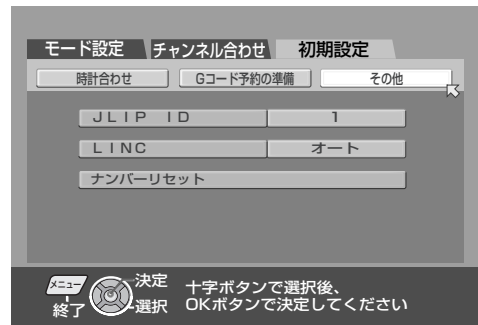 モード設定 チャンネル合わせ 初期設定
時計合わせ Gコード予約の準備 その他
JLIP ID 1
LINC オート
ナンバーリセット
メニュー 決定 十字ボタンで選択後、
終了 選択 OKボタンで決定してください